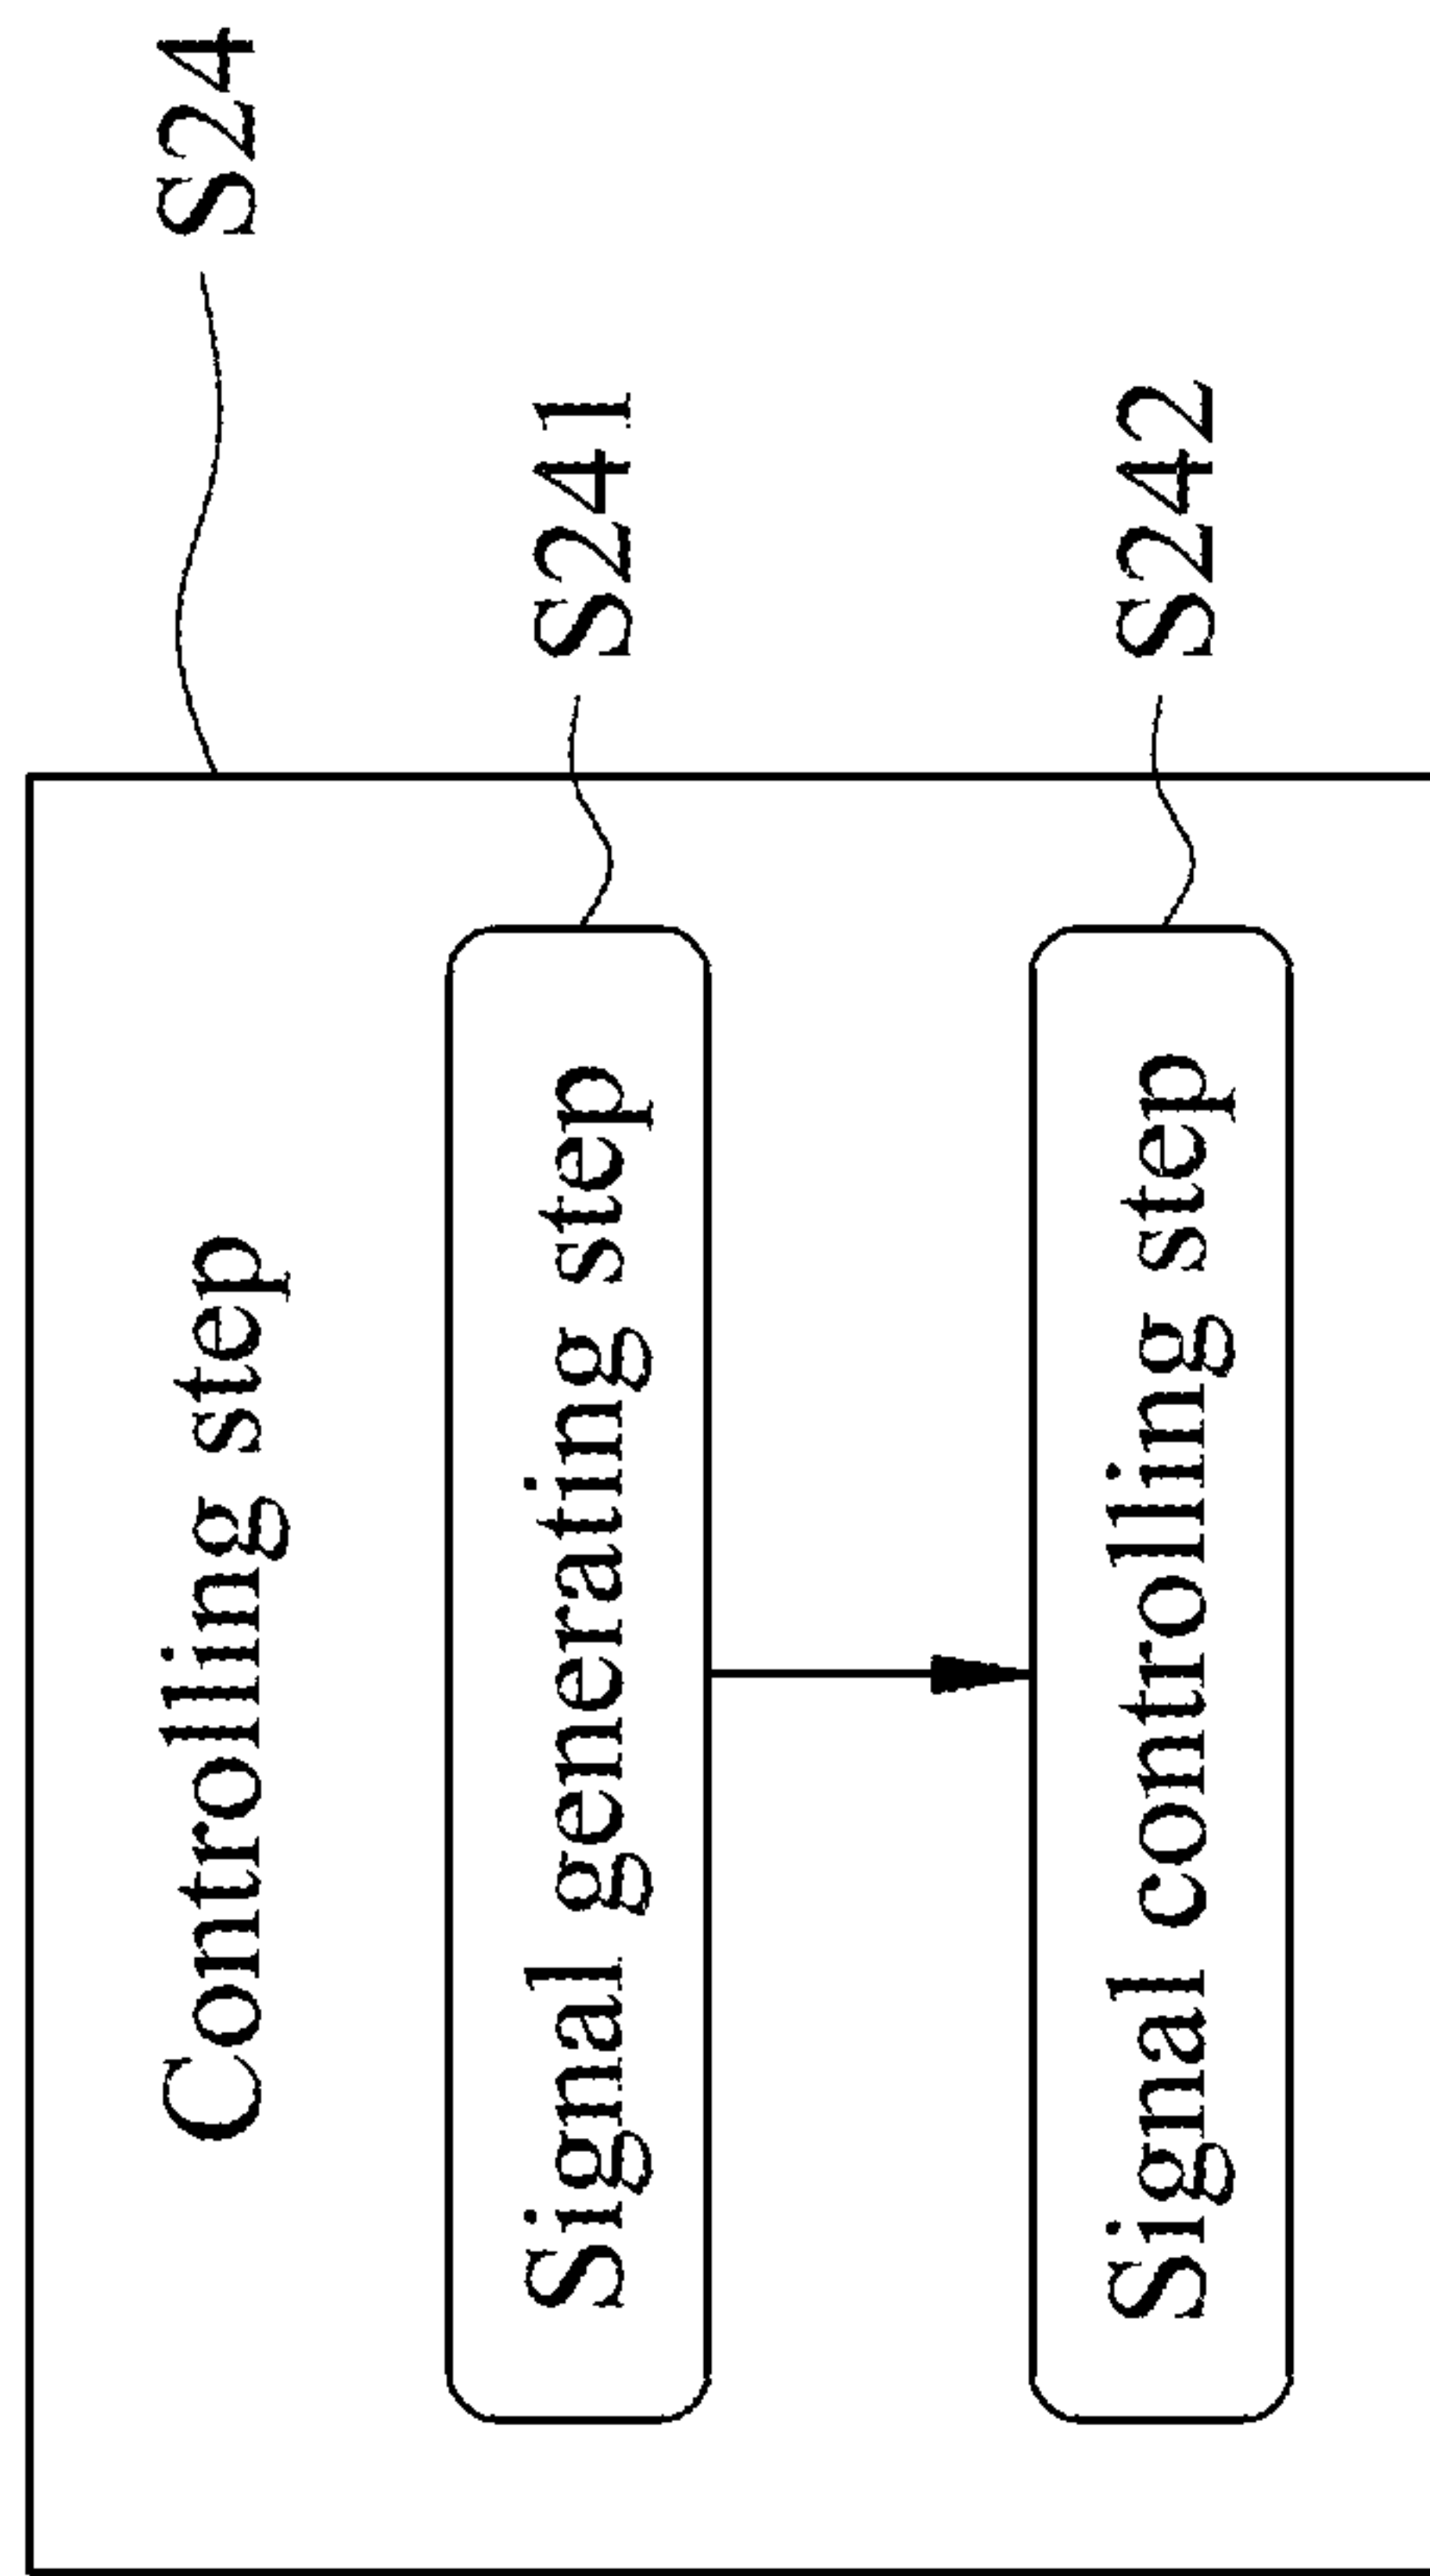 Controlling step
S24
Signal generating step
S241
Signal controlling step
S242